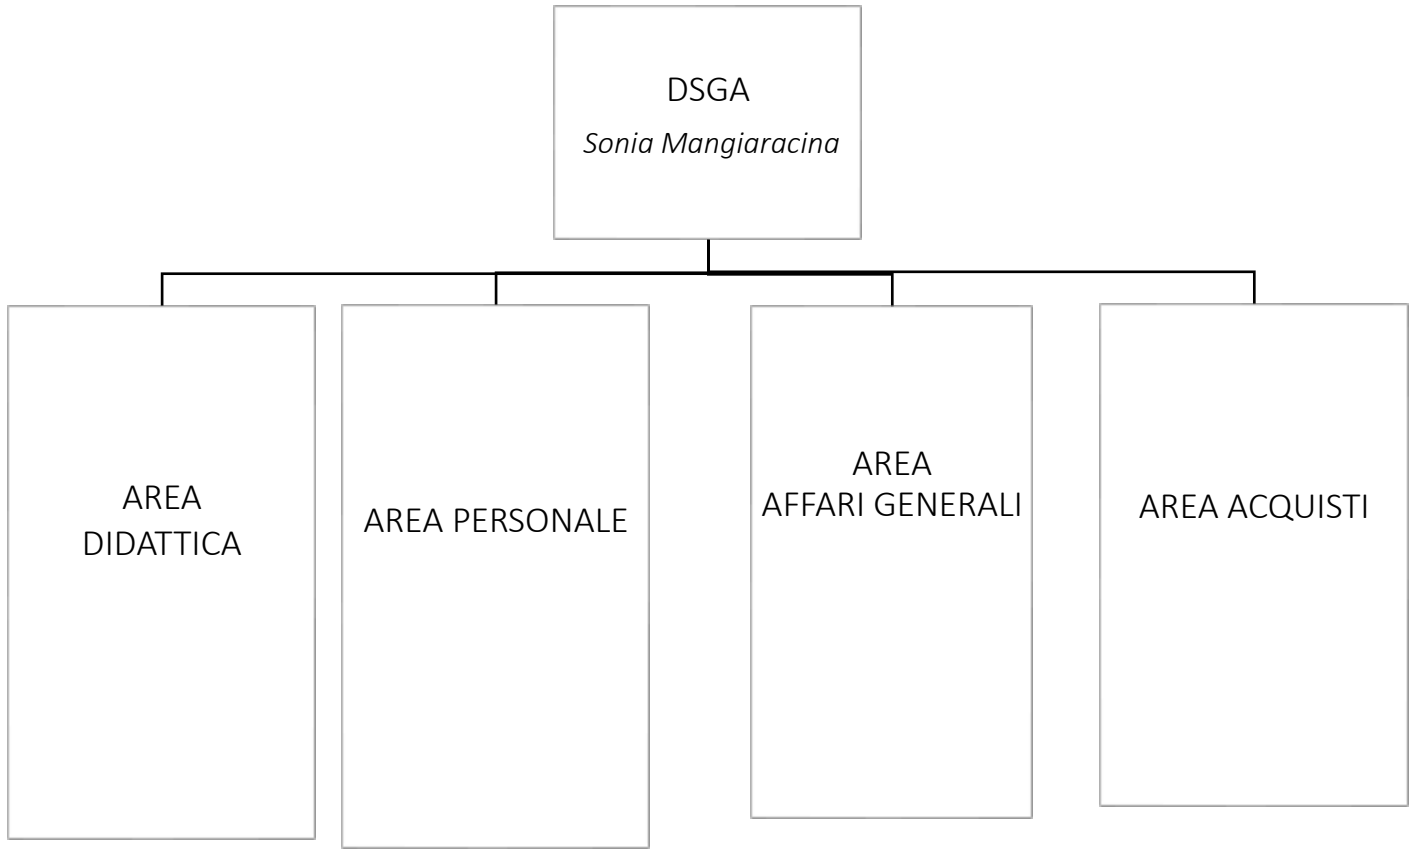 DSGA
Sonia Mangiaracina
AREA
DIDATTICA
AREA PERSONALE
AREA
AFFARI GENERALI
AREA ACQUISTI